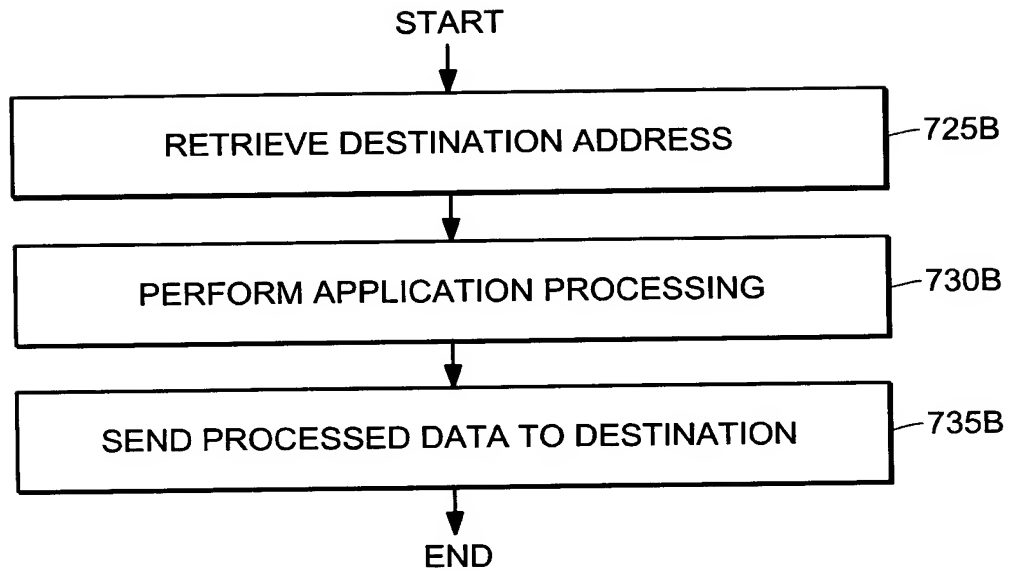 START
RETRIEVE DESTINATION ADDRESS
725B
PERFORM APPLICATION PROCESSING
730B
SEND PROCESSED DATA TO DESTINATION
735B
END